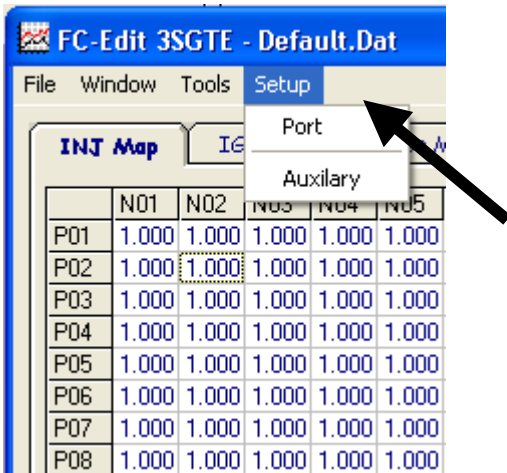 FC-Edit 3SGTE - Default.Dat
File Window Tools Setup
Port
Auxilary
INJ Map IG
N01 N02 N03 N04 N05
P01 1.000 1.000 1.000 1.000 1.000
P02 1.000 1.000 1.000 1.000 1.000
P03 1.000 1.000 1.000 1.000 1.000
P04 1.000 1.000 1.000 1.000 1.000
P05 1.000 1.000 1.000 1.000 1.000
P06 1.000 1.000 1.000 1.000 1.000
P07 1.000 1.000 1.000 1.000 1.000
P08 1.000 1.000 1.000 1.000 1.000